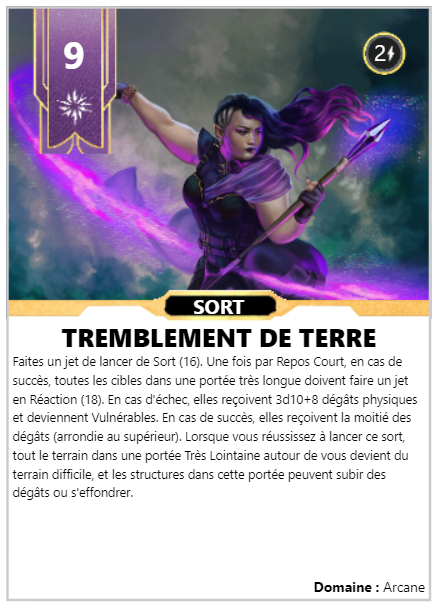 9
2
SORT
TREMBLEMENT DE TERRE
Faites un jet de lancer de Sort (16). Une fois par Repos Court, en cas de
succès, toutes les cibles dans une portée très longue doivent faire un jet
en Réaction (18). En cas d'échec, elles reçoivent 3d10+8 dégâts physiques
et deviennent Vulnérables. En cas de succès, elles reçoivent la moitié des
dégâts (arrondie au supérieur). Lorsque vous réussissez à lancer ce sort,
tout le terrain dans une portée Très Lointaine autour de vous devient du
terrain difficile, et les structures dans cette portée peuvent subir des
dégâts ou s'effondrer.
Domaine : Arcane